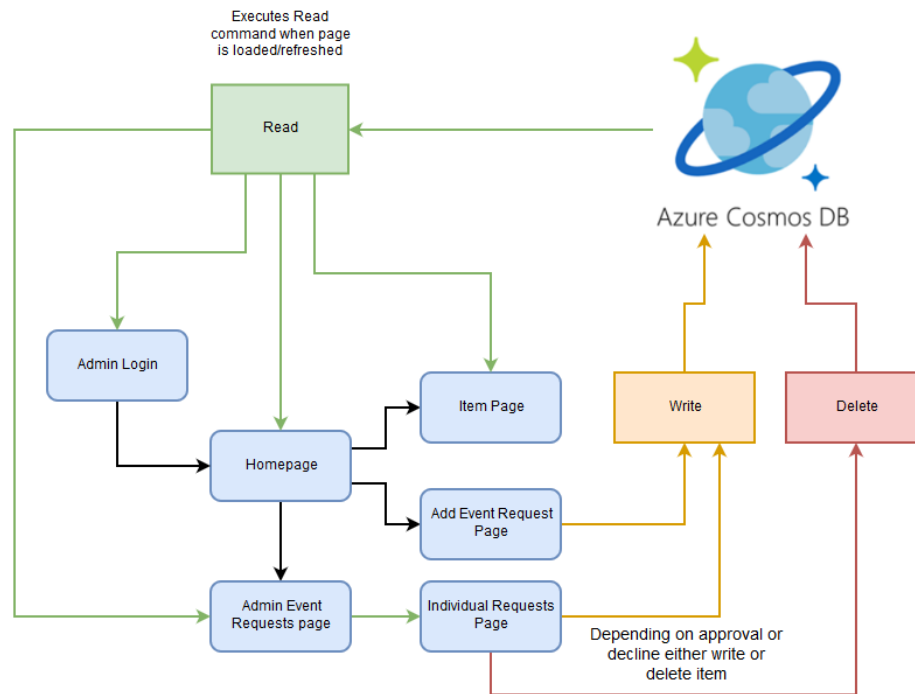 Executes Read
command when page
is loaded/refreshed
Read
Azure Cosmos DB
Admin Login
Item Page
Write
Delete
Homepage
Add Event Request
Page
Admin Event
Requests page
Individual Requests
Page
Depending on approval or
decline either write or
delete item